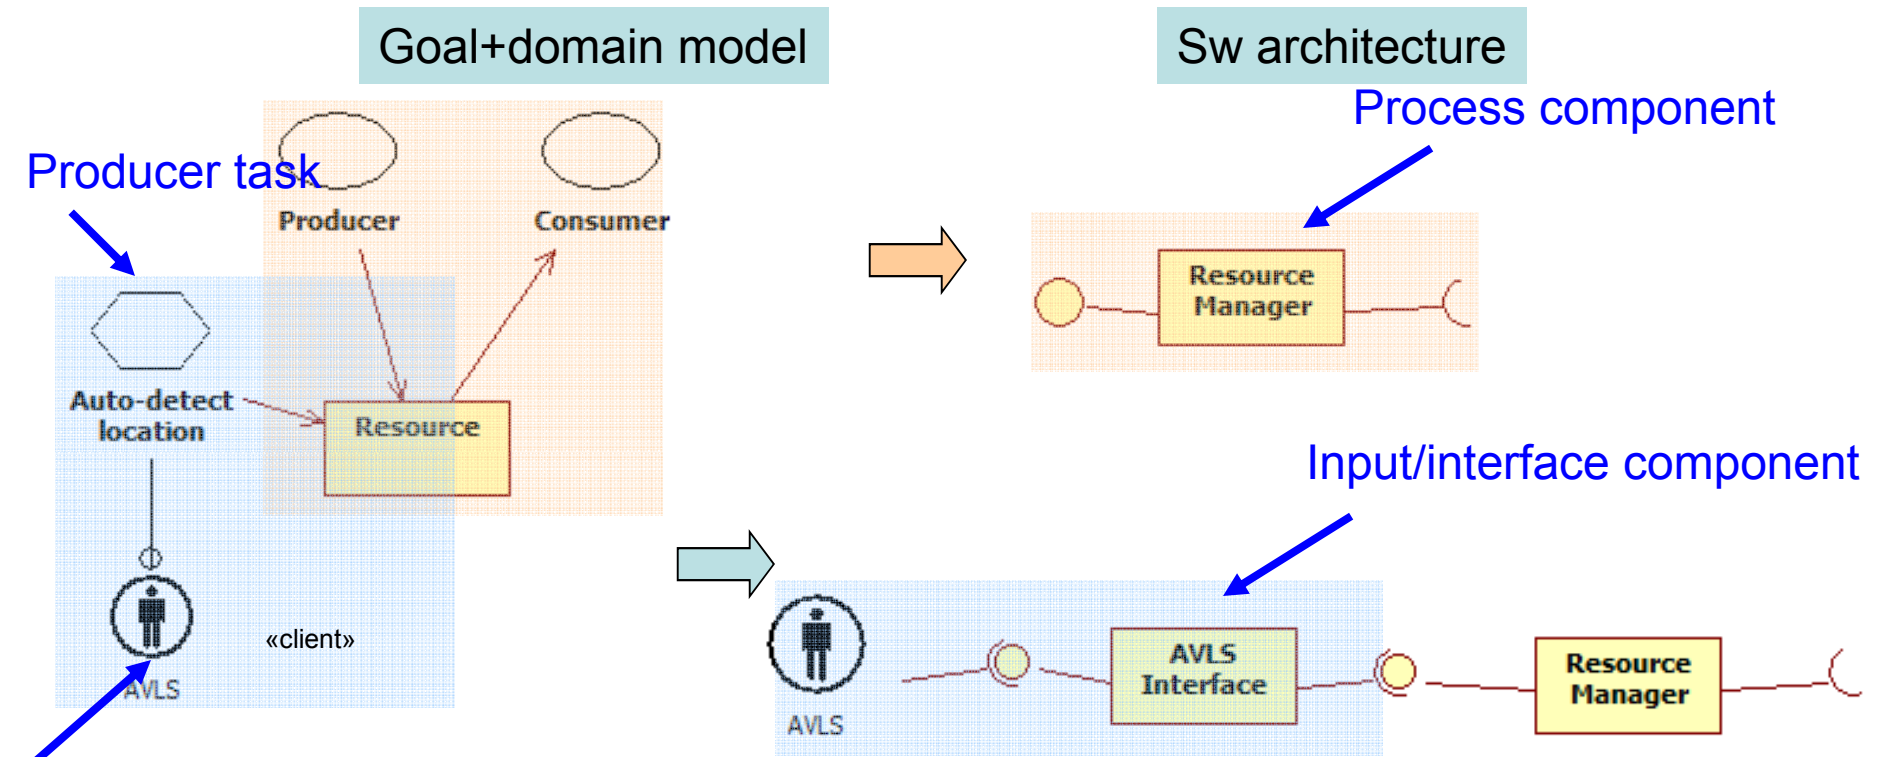 Goal+domain model
Sw architecture
Process component
Producer task
Producer
Consumer
Resource
Manager
Auto-detect
location
Resource
Input/interface component
«client»
AVLS
AVLS
AVLS
Interface
Resource
Manager